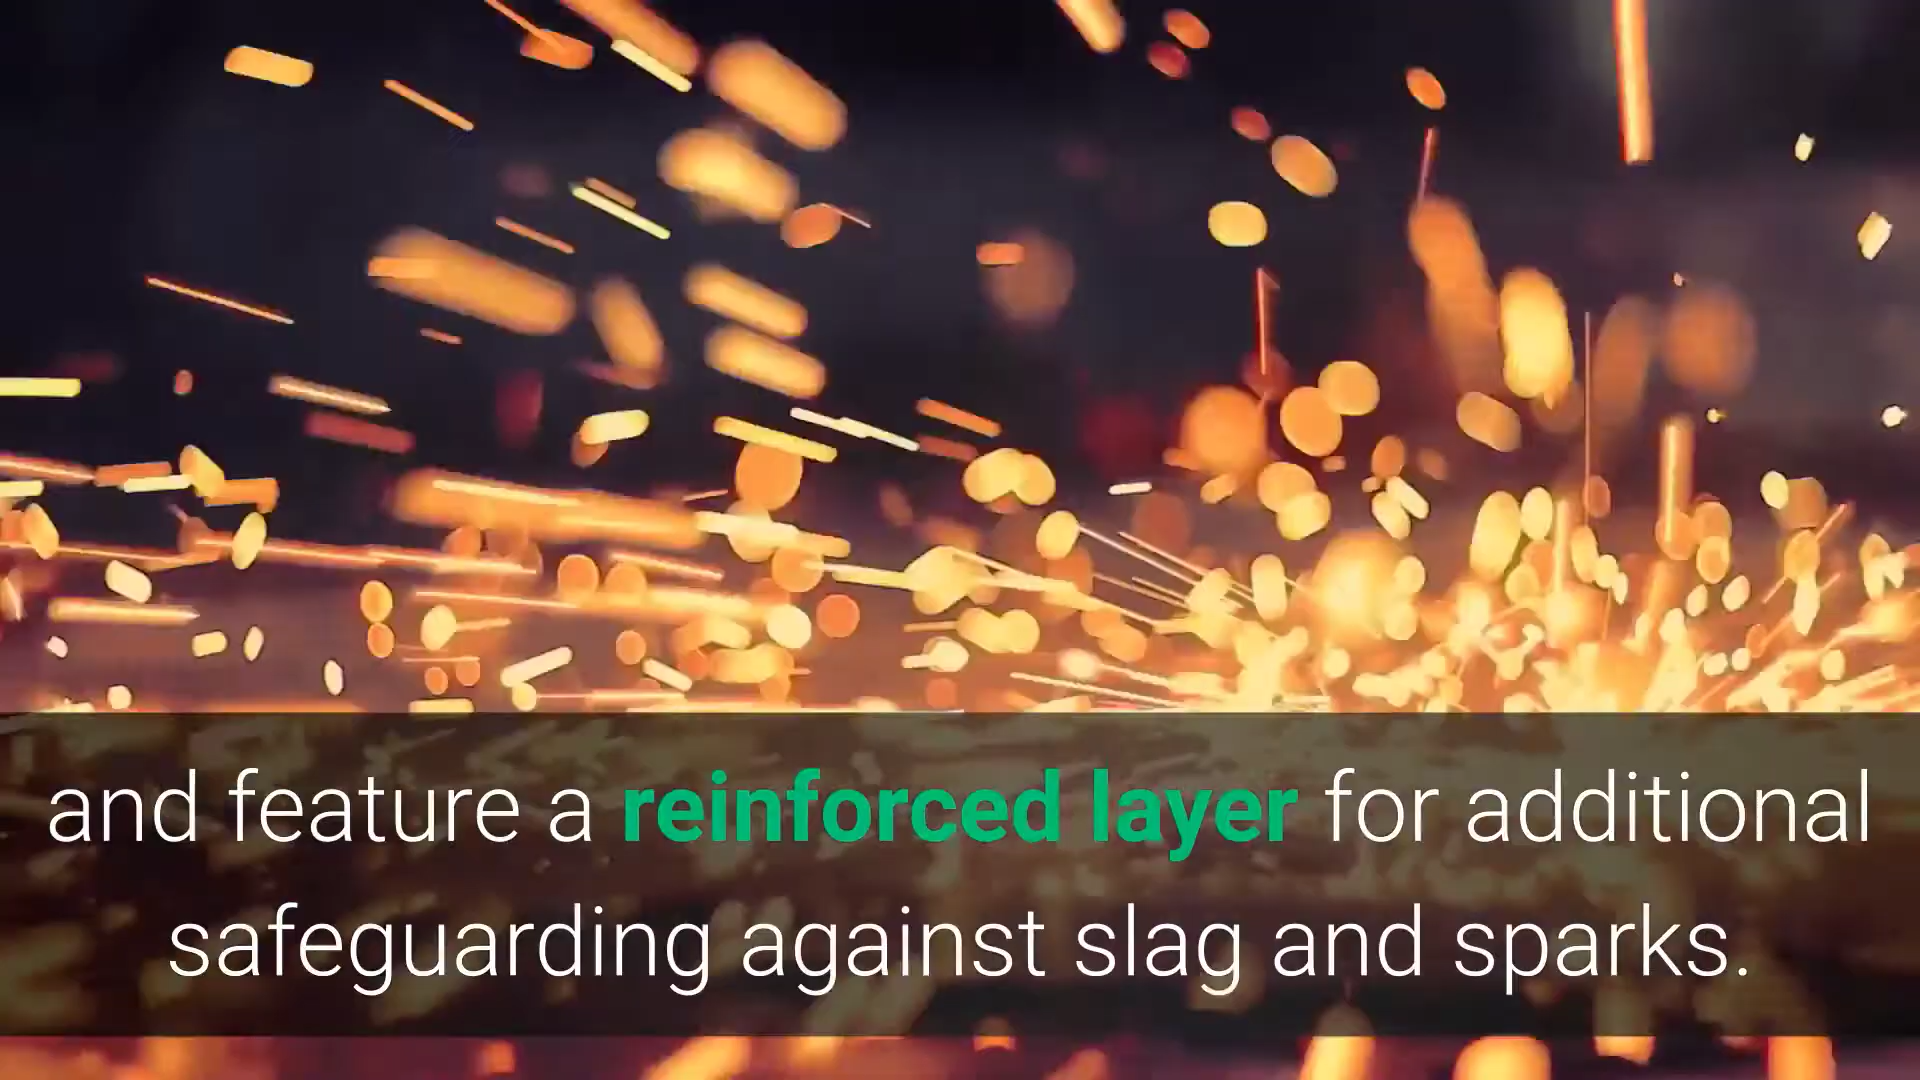 and feature a reinforced layer for additional
safeguarding against slag and sparks.